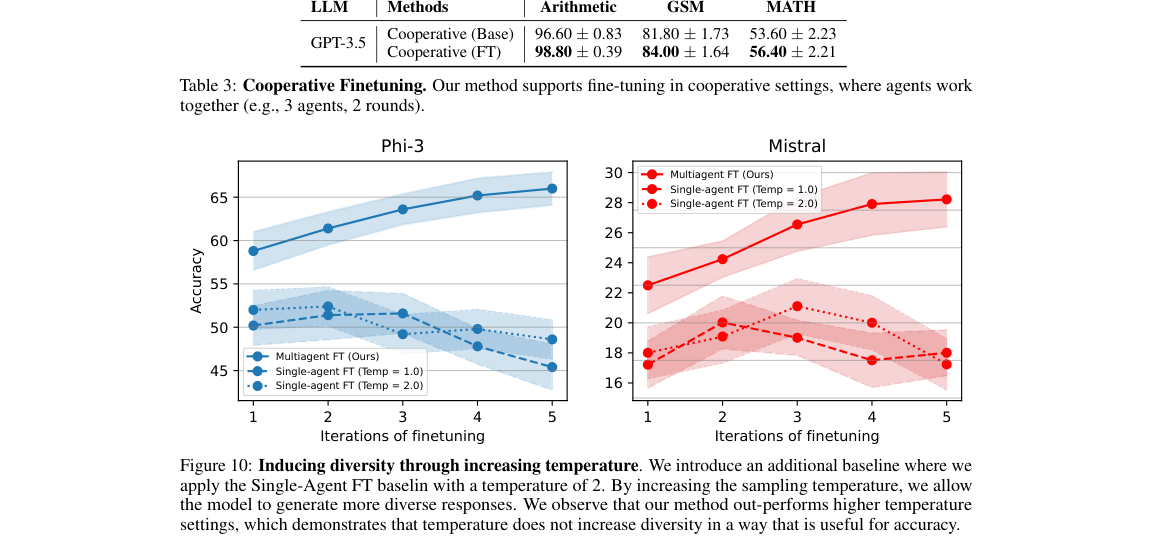 LLM Methods Arithmetic GSM MATH
GPT-3.5
Cooperative (Base) 96.60 ± 0.83 81.80 ± 1.73 53.60 ± 2.23
Cooperative (FT) 98.80 ± 0.39 84.00 ± 1.64 56.40 ± 2.21
Table 3: Cooperative Finetuning. Our method supports fine-tuning in cooperative settings, where agents work
together (e.g., 3 agents, 2 rounds).
Phi-3
Accuracy
65
60
55
50
45
Multiagent FT (Ours)
Single-agent FT (Temp = 1.0)
Single-agent FT (Temp = 2.0)
1 2 3 4 5
Iterations of finetuning
Mistral
30
28
26
24
22
20
18
16
Multiagent FT (Ours)
Single-agent FT (Temp = 1.0)
Single-agent FT (Temp = 2.0)
1 2 3 4 5
Iterations of finetuning
Figure 10: Inducing diversity through increasing temperature. We introduce an additional baseline where we
apply the Single-Agent FT baselin with a temperature of 2. By increasing the sampling temperature, we allow
the model to generate more diverse responses. We observe that our method out-performs higher temperature
settings, which demonstrates that temperature does not increase diversity in a way that is useful for accuracy.